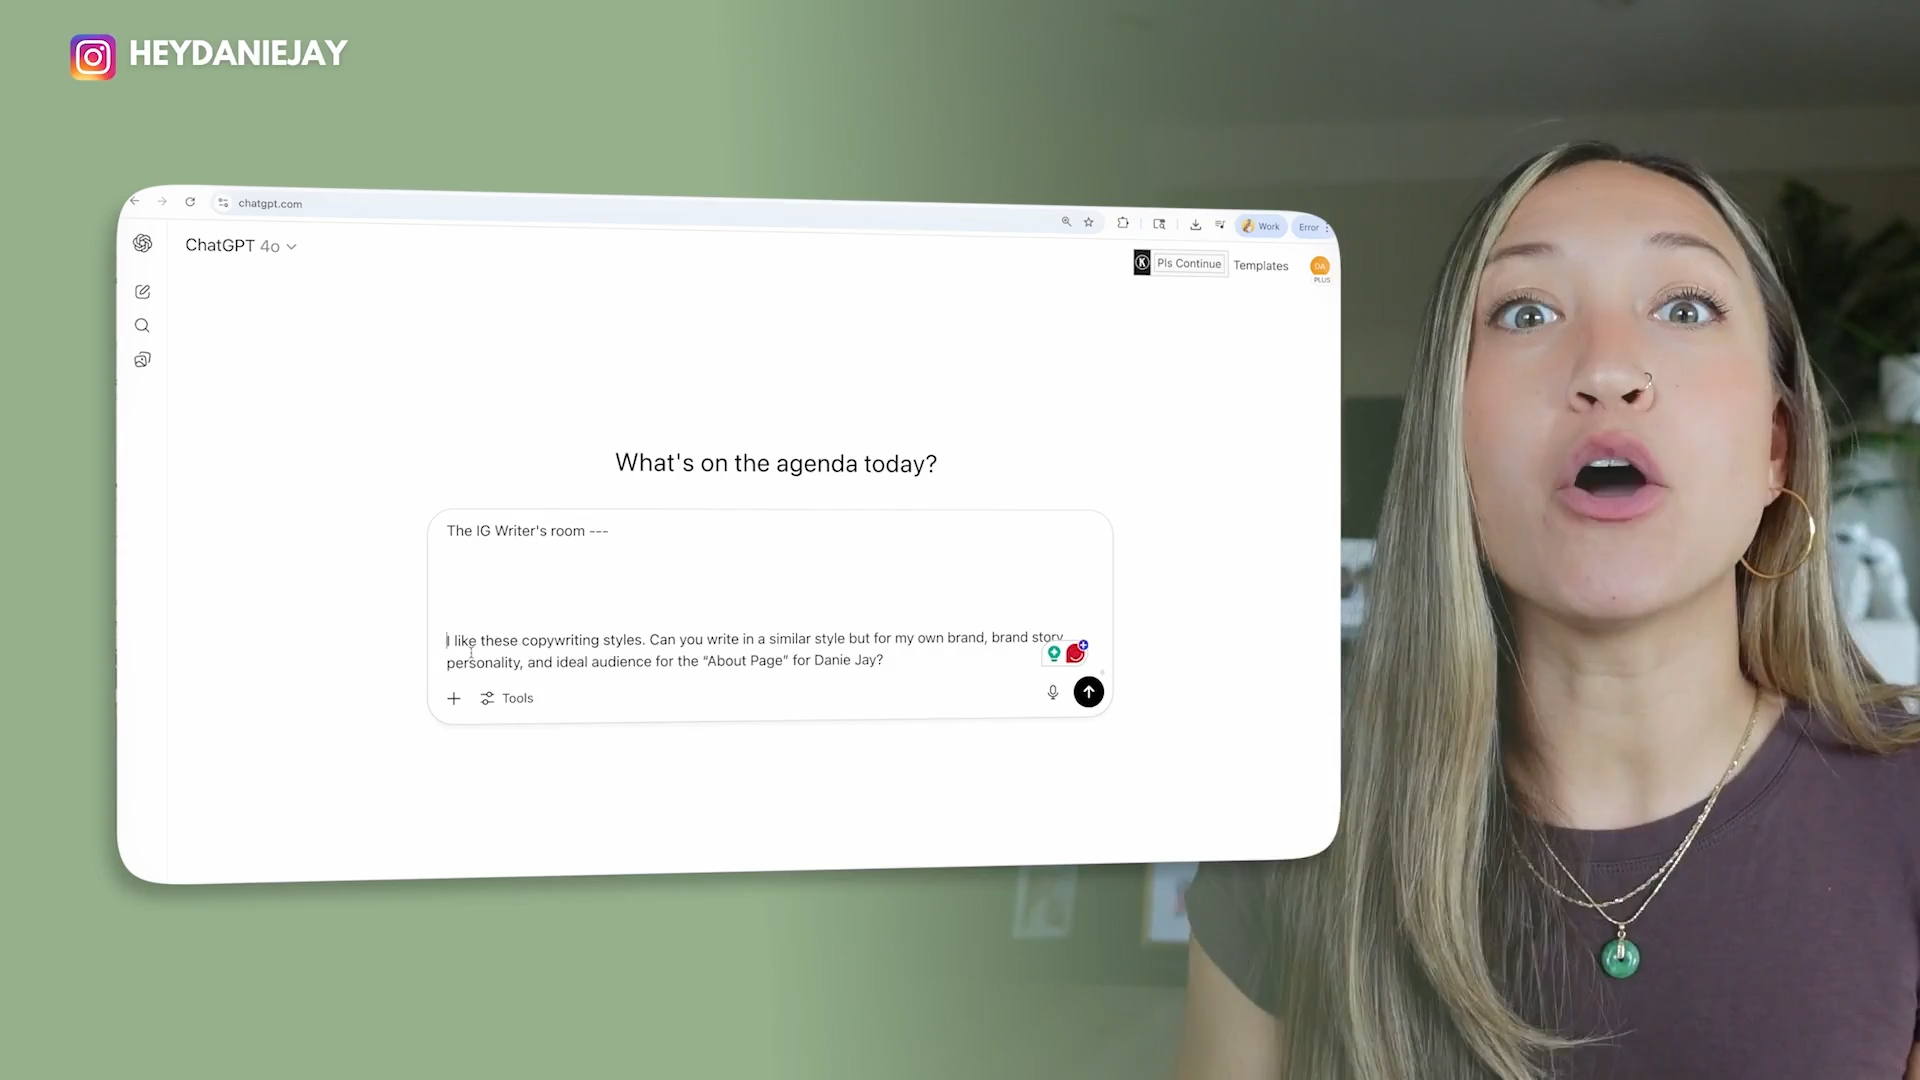 HEYDANIEJAY
chatgpt.com
Work
Error
ChatGPT 4o
Pls Continue
Templates
DA
PLUS
What's on the agenda today?
The IG Writer's room ---
I like these copywriting styles. Can you write in a similar style but for my own brand, brand story,
personality, and ideal audience for the “About Page” for Danie Jay?
Tools